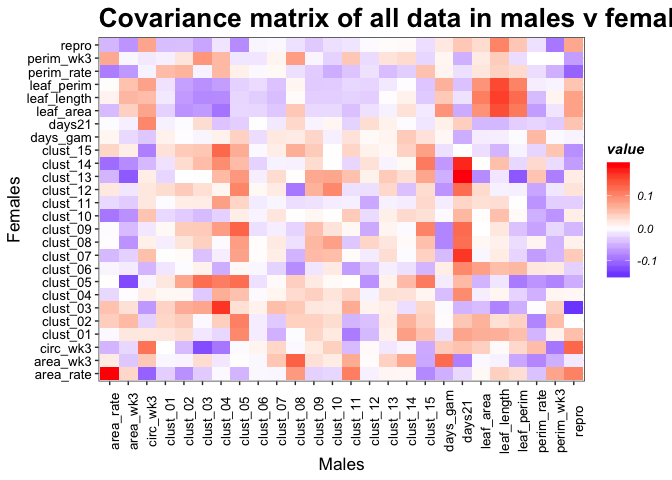 Covariance matrix of all data in males v femal
repro
perim_wk3
perim_rate
leaf_perim
leaf_length
leaf_area
days21
days_gam
clust_15
clust_14
clust_13
clust_12
clust_11
clust_10
clust_09
clust_08
clust_07
clust_06
clust_05
clust_04
clust_03
clust_02
clust_01
circ_wk3
area_wk3
area_rate
Females
value
0.1
0.0
-0.1
area_rate
area_wk3
circ_wk3
clust_01
clust_02
clust_03
clust_04
clust_05
clust_06
clust_07
clust_08
clust_09
clust_10
clust_11
clust_12
clust_13
clust_14
clust_15
days_gam
days21
leaf_area
leaf_length
leaf_perim
perim_rate
perim_wk3
repro
Males